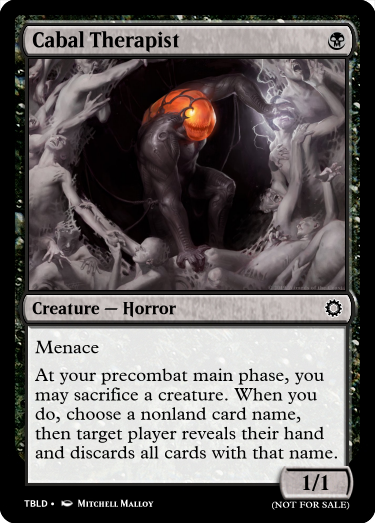 Cabal Therapist
Creature — Horror
Menace
At your precombat main phase, you
may sacrifice a creature. When you
do, choose a nonland card name,
then target player reveals their hand
and discards all cards with that name.
1/1
TBLD • Mitchell Malloy
(NOT FOR SALE)